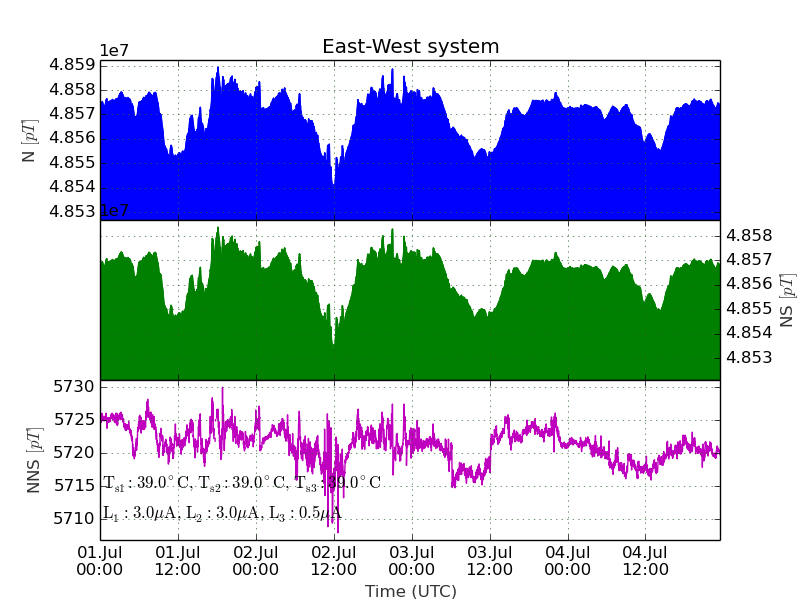 East-West system
1e7
4.859
4.858
4.857
4.856
4.855
4.854
4.853
N [pT]
1e7
4.858
4.857
4.856
4.855
4.854
4.853
NS [pT]
5730
5725
5720
5715
5710
NNS [pT]
T_s1 : 39.0°C, T_s2 : 39.0°C, T_s3 : 39.0°C
L_1 : 3.0μA, L_2 : 3.0μA, L_3 : 0.5μA
01.Jul 01.Jul 02.Jul 02.Jul 03.Jul 03.Jul 04.Jul 04.Jul
00:00 12:00 00:00 12:00 00:00 12:00 00:00 12:00
Time (UTC)